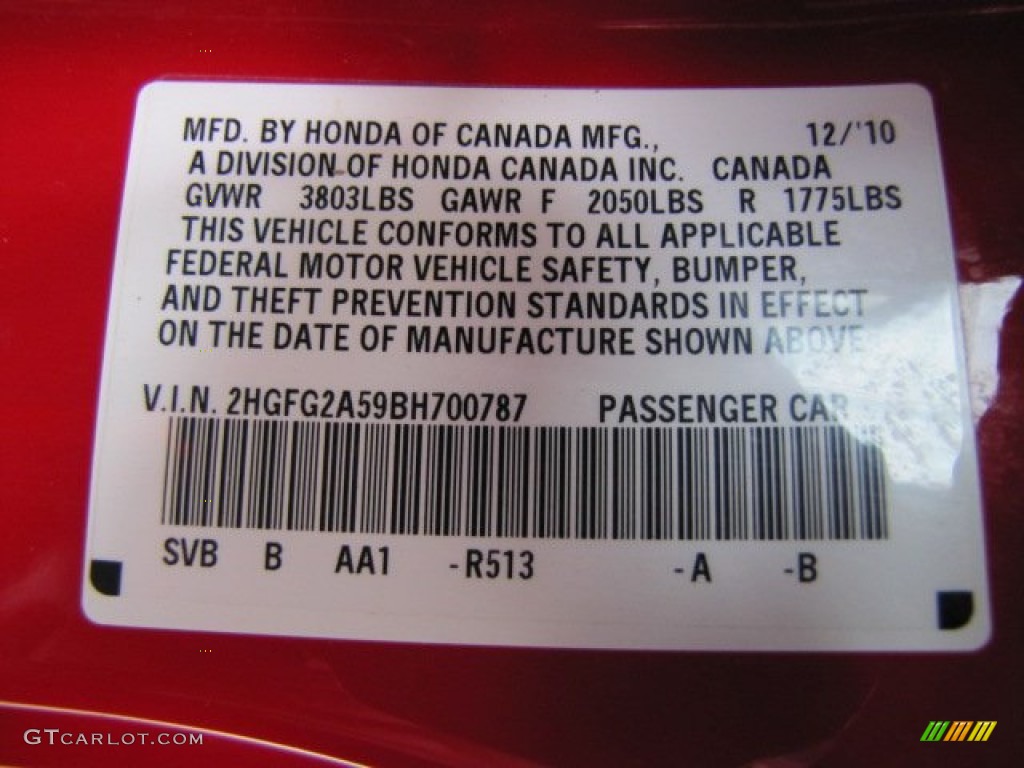 MFD. BY HONDA OF CANADA MFG., 12/'10
A DIVISION OF HONDA CANADA INC. CANADA
GVWR 3803LBS GAWR F 2050LBS R 1775LBS
THIS VEHICLE CONFORMS TO ALL APPLICABLE
FEDERAL MOTOR VEHICLE SAFETY, BUMPER,
AND THEFT PREVENTION STANDARDS IN EFFECT
ON THE DATE OF MANUFACTURE SHOWN ABOVE
V.I.N. 2HGFG2A59BH700787 PASSENGER CAR
SVB B AA1 -R513 -A -B
GTCARLOT.COM